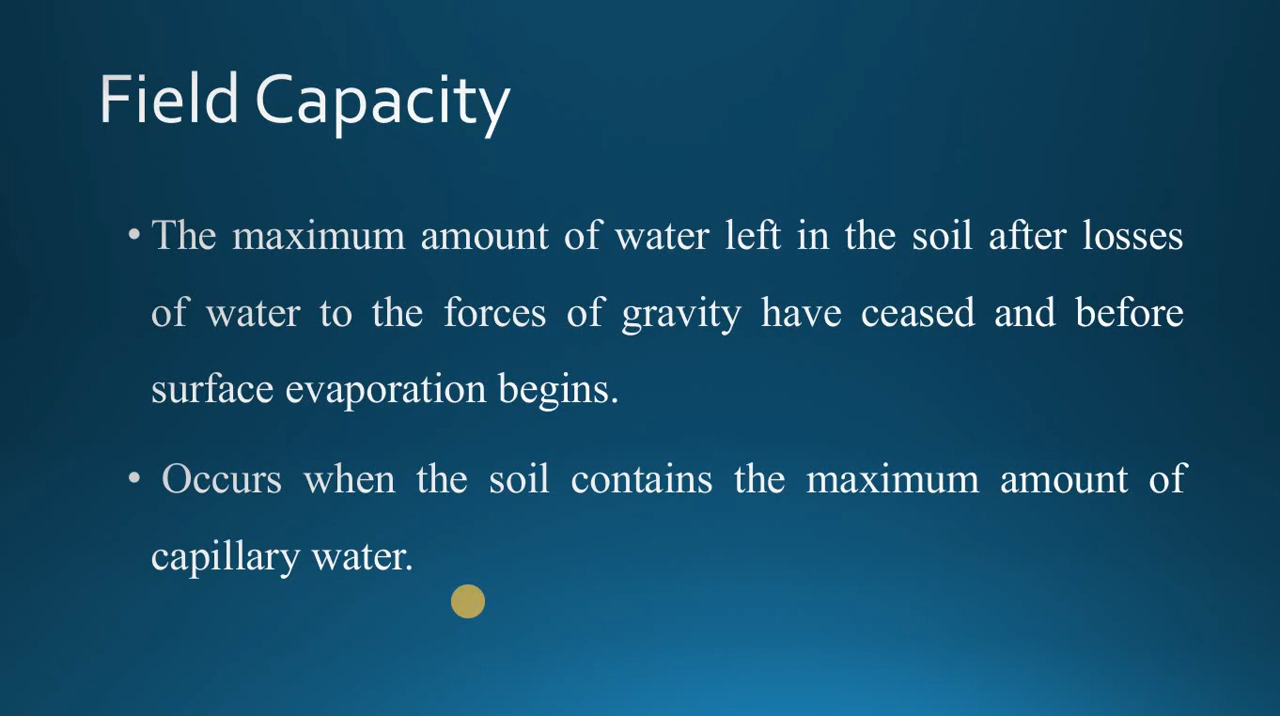 Field Capacity
• The maximum amount of water left in the soil after losses
of water to the forces of gravity have ceased and before
surface evaporation begins.
• Occurs when the soil contains the maximum amount of
capillary water.